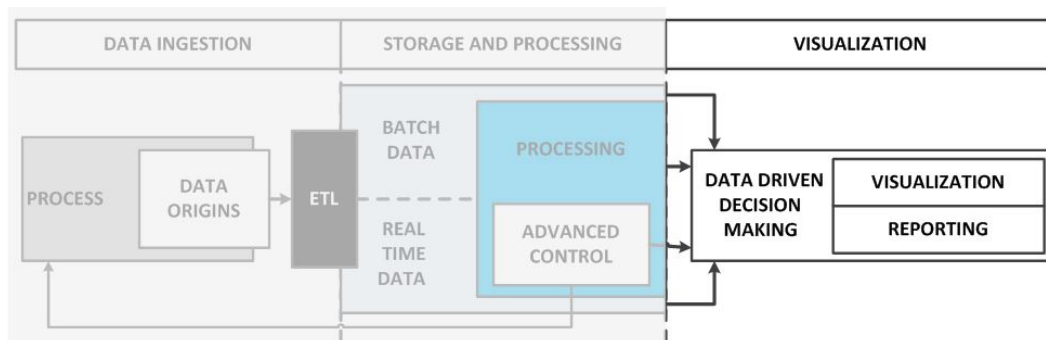 DATA INGESTION
STORAGE AND PROCESSING
VISUALIZATION
PROCESS
DATA
ORIGINS
ETL
BATCH
DATA
REAL
TIME
DATA
PROCESSING
ADVANCED
CONTROL
DATA DRIVEN
DECISION
MAKING
VISUALIZATION
REPORTING